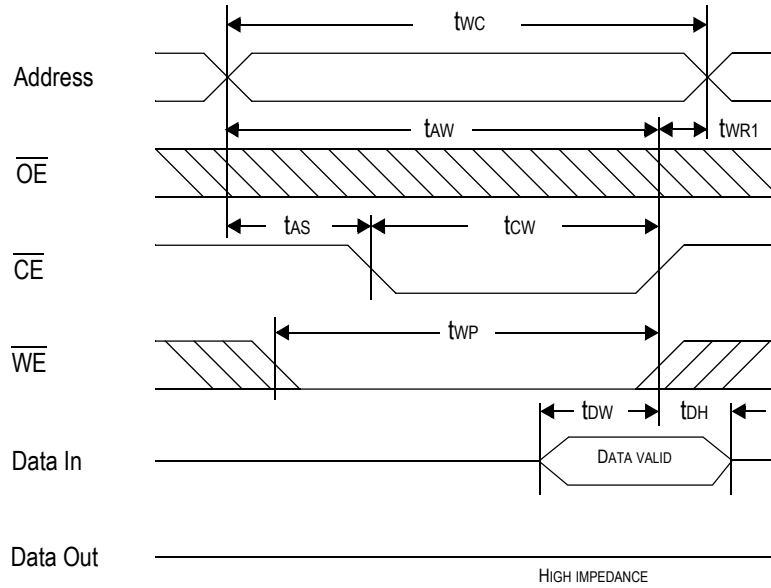 tWC
Address
tAW
tWR1
OE
tAS
tCW
CE
tWP
WE
tDW
tDH
Data In
DATA VALID
Data Out
HIGH IMPEDANCE